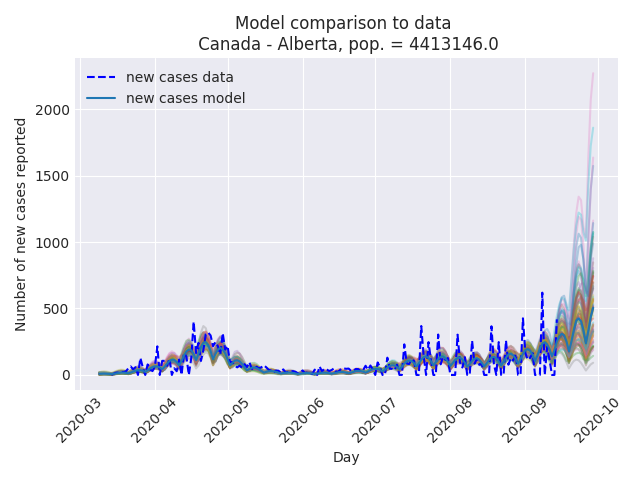 Model comparison to data
Canada - Alberta, pop. = 4413146.0
new cases data
new cases model
Number of new cases reported
2000
1500
1000
500
0
2020-03
2020-04
2020-05
2020-06
2020-07
2020-08
2020-09
2020-10
Day